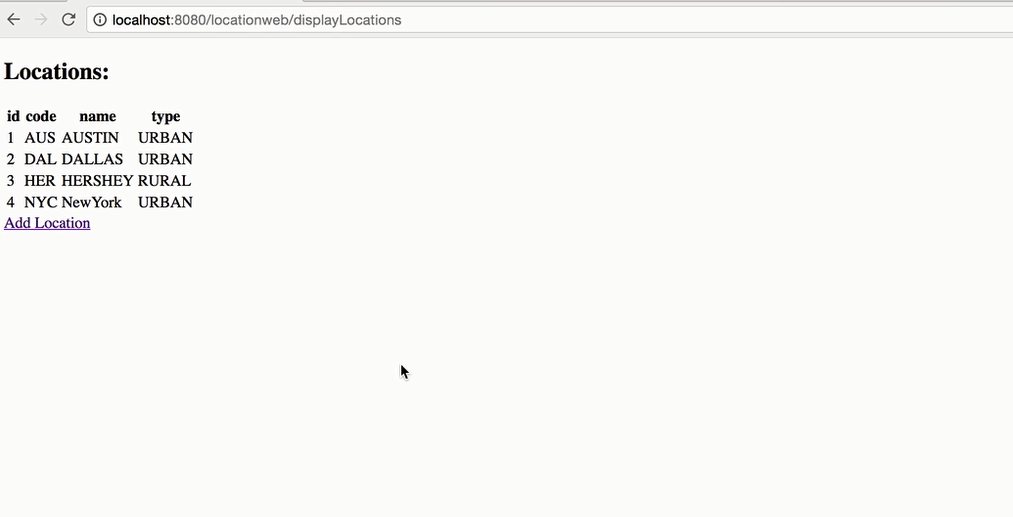 localhost:8080/locationweb/displayLocations
Locations:
id code name type
1 AUS AUSTIN URBAN
2 DAL DALLAS URBAN
3 HER HERSHEY RURAL
4 NYC NewYork URBAN
Add Location